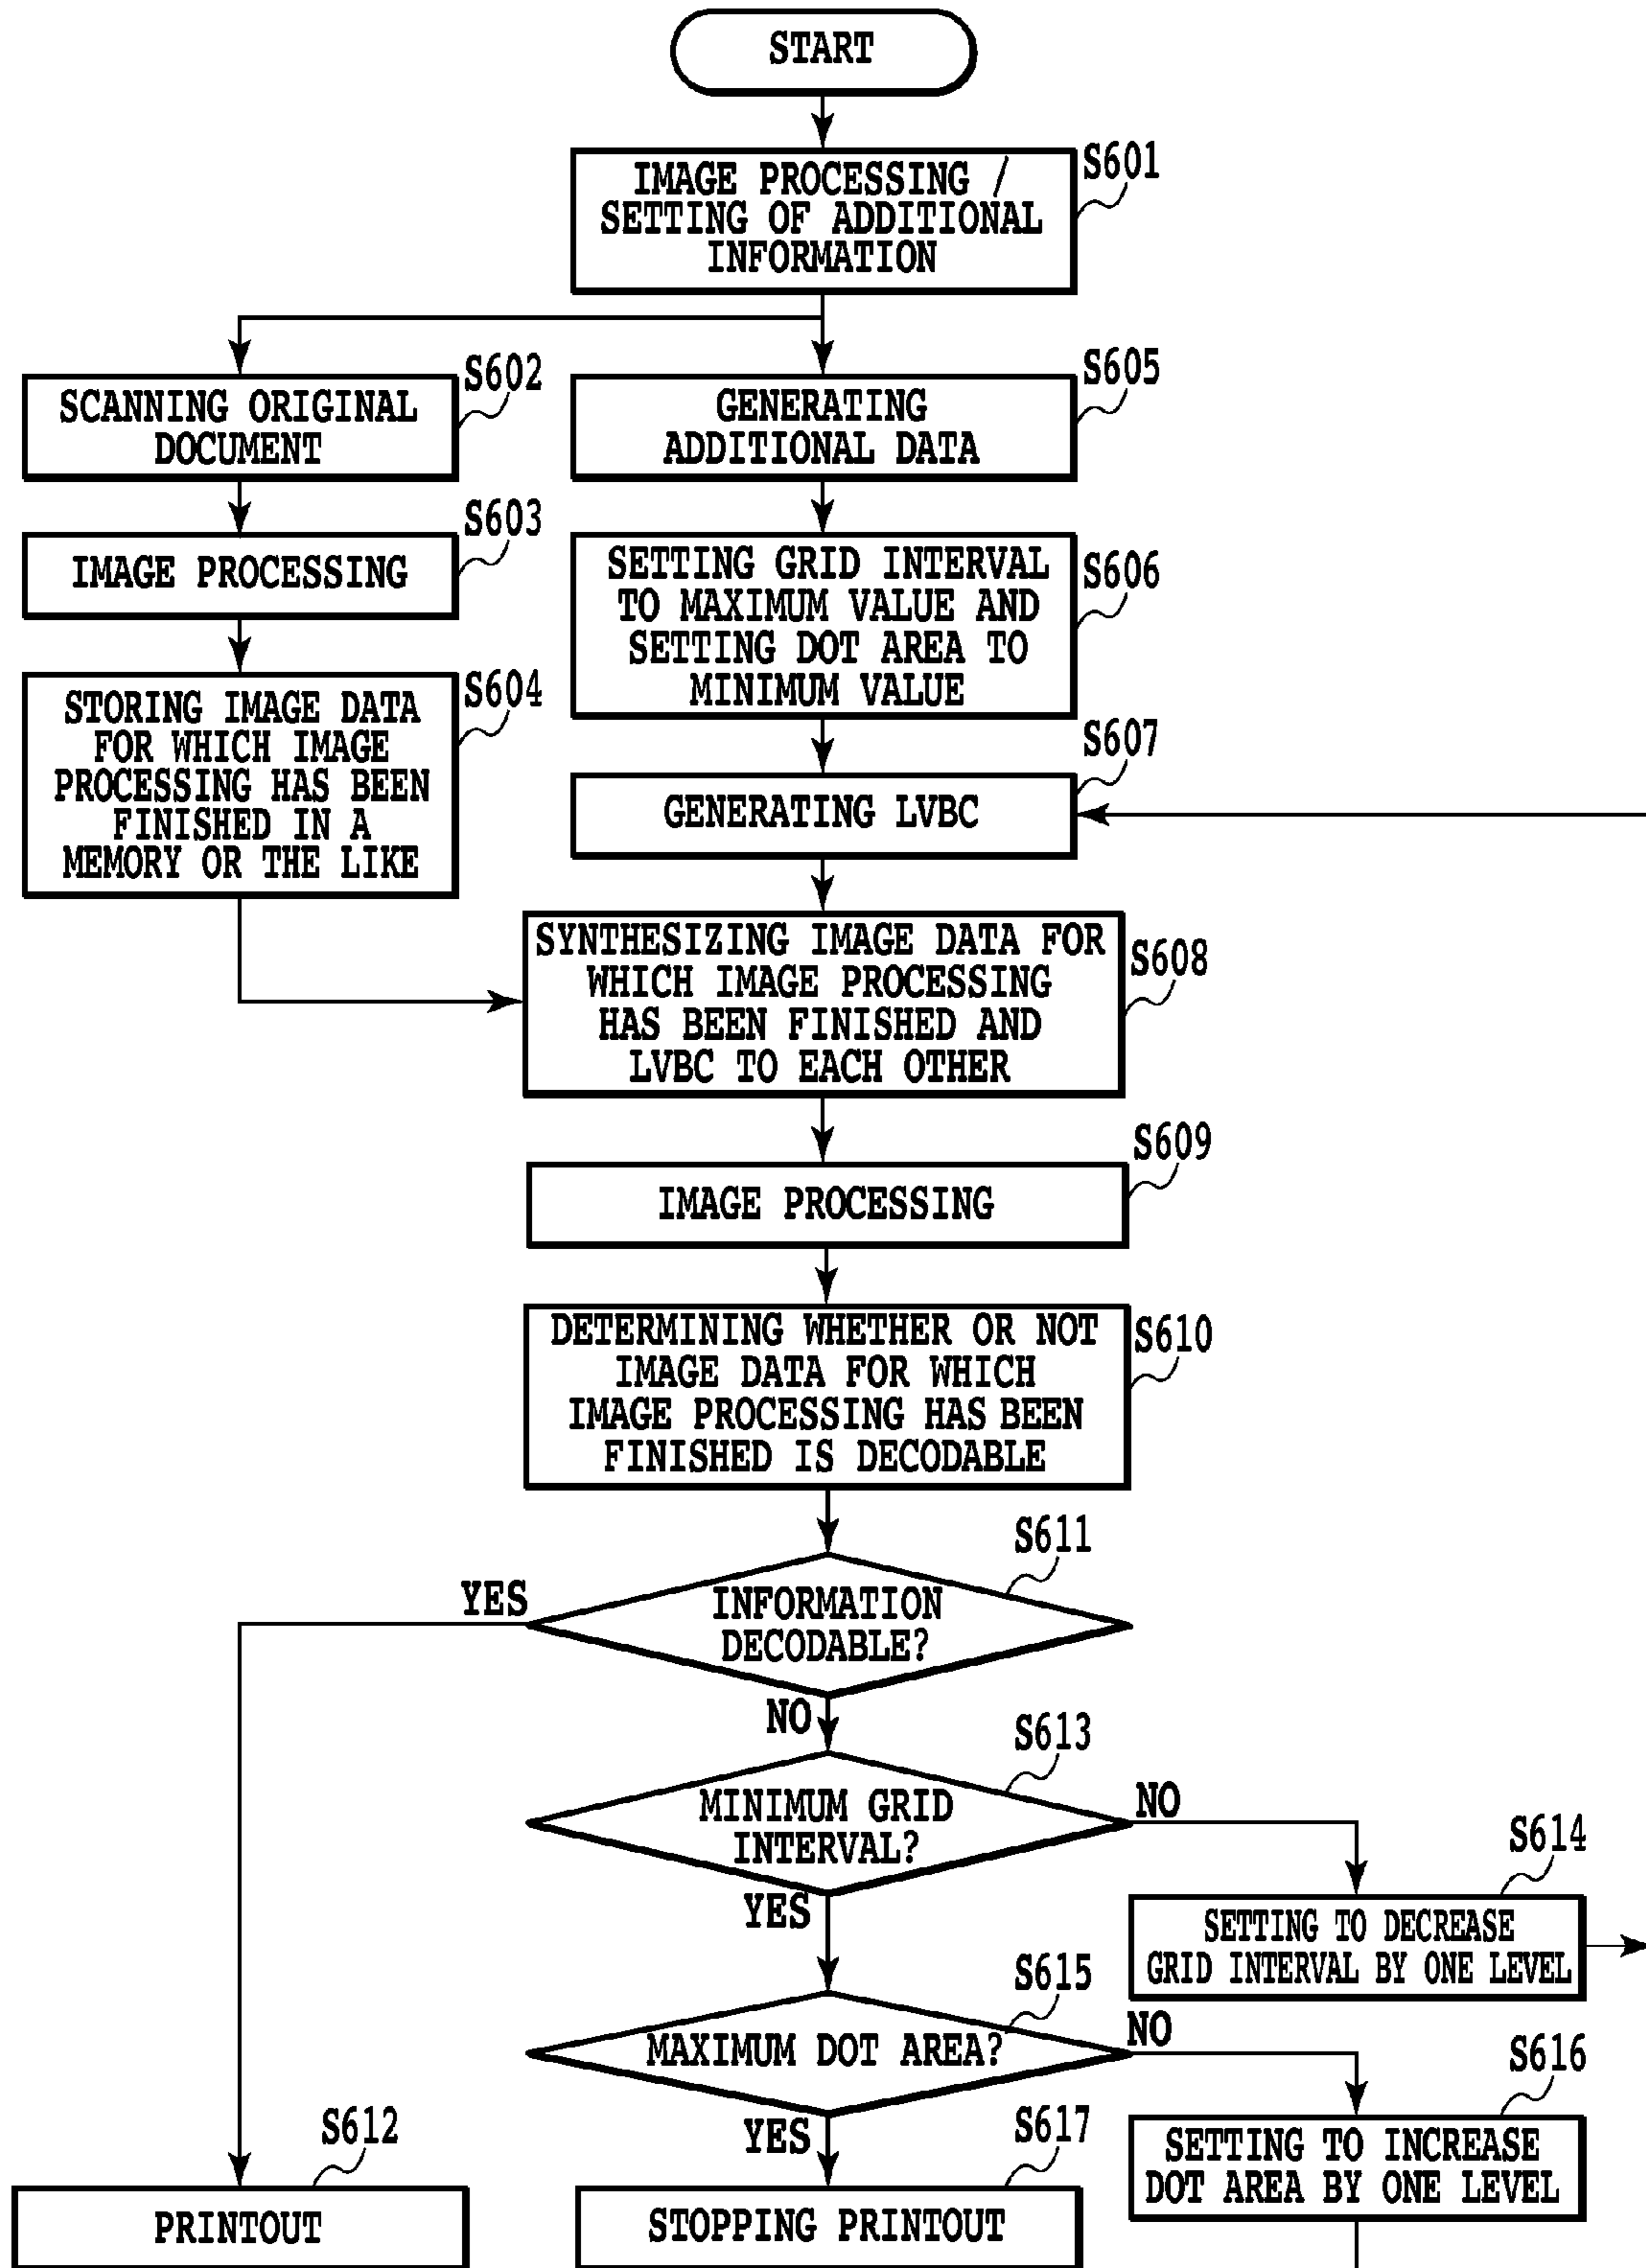 START
S601
IMAGE PROCESSING /
SETTING OF ADDITIONAL
INFORMATION
S602
SCANNING ORIGINAL
DOCUMENT
S603
IMAGE PROCESSING
S604
STORING IMAGE DATA
FOR WHICH IMAGE
PROCESSING HAS BEEN
FINISHED IN A
MEMORY OR THE LIKE
S605
GENERATING
ADDITIONAL DATA
S606
SETTING GRID INTERVAL
TO MAXIMUM VALUE AND
SETTING DOT AREA TO
MINIMUM VALUE
S607
GENERATING LVBC
S608
SYNTHESIZING IMAGE DATA FOR
WHICH IMAGE PROCESSING
HAS BEEN FINISHED AND
LVBC TO EACH OTHER
S609
IMAGE PROCESSING
S610
DETERMINING WHETHER OR NOT
IMAGE DATA FOR WHICH
IMAGE PROCESSING HAS BEEN
FINISHED IS DECODABLE
S611
YES
INFORMATION
DECODABLE?
NO
S613
MINIMUM GRID
INTERVAL?
NO
YES
S614
SETTING TO DECREASE
GRID INTERVAL BY ONE LEVEL
S615
MAXIMUM DOT AREA?
NO
YES
S616
SETTING TO INCREASE
DOT AREA BY ONE LEVEL
S612
PRINTOUT
S617
STOPPING PRINTOUT